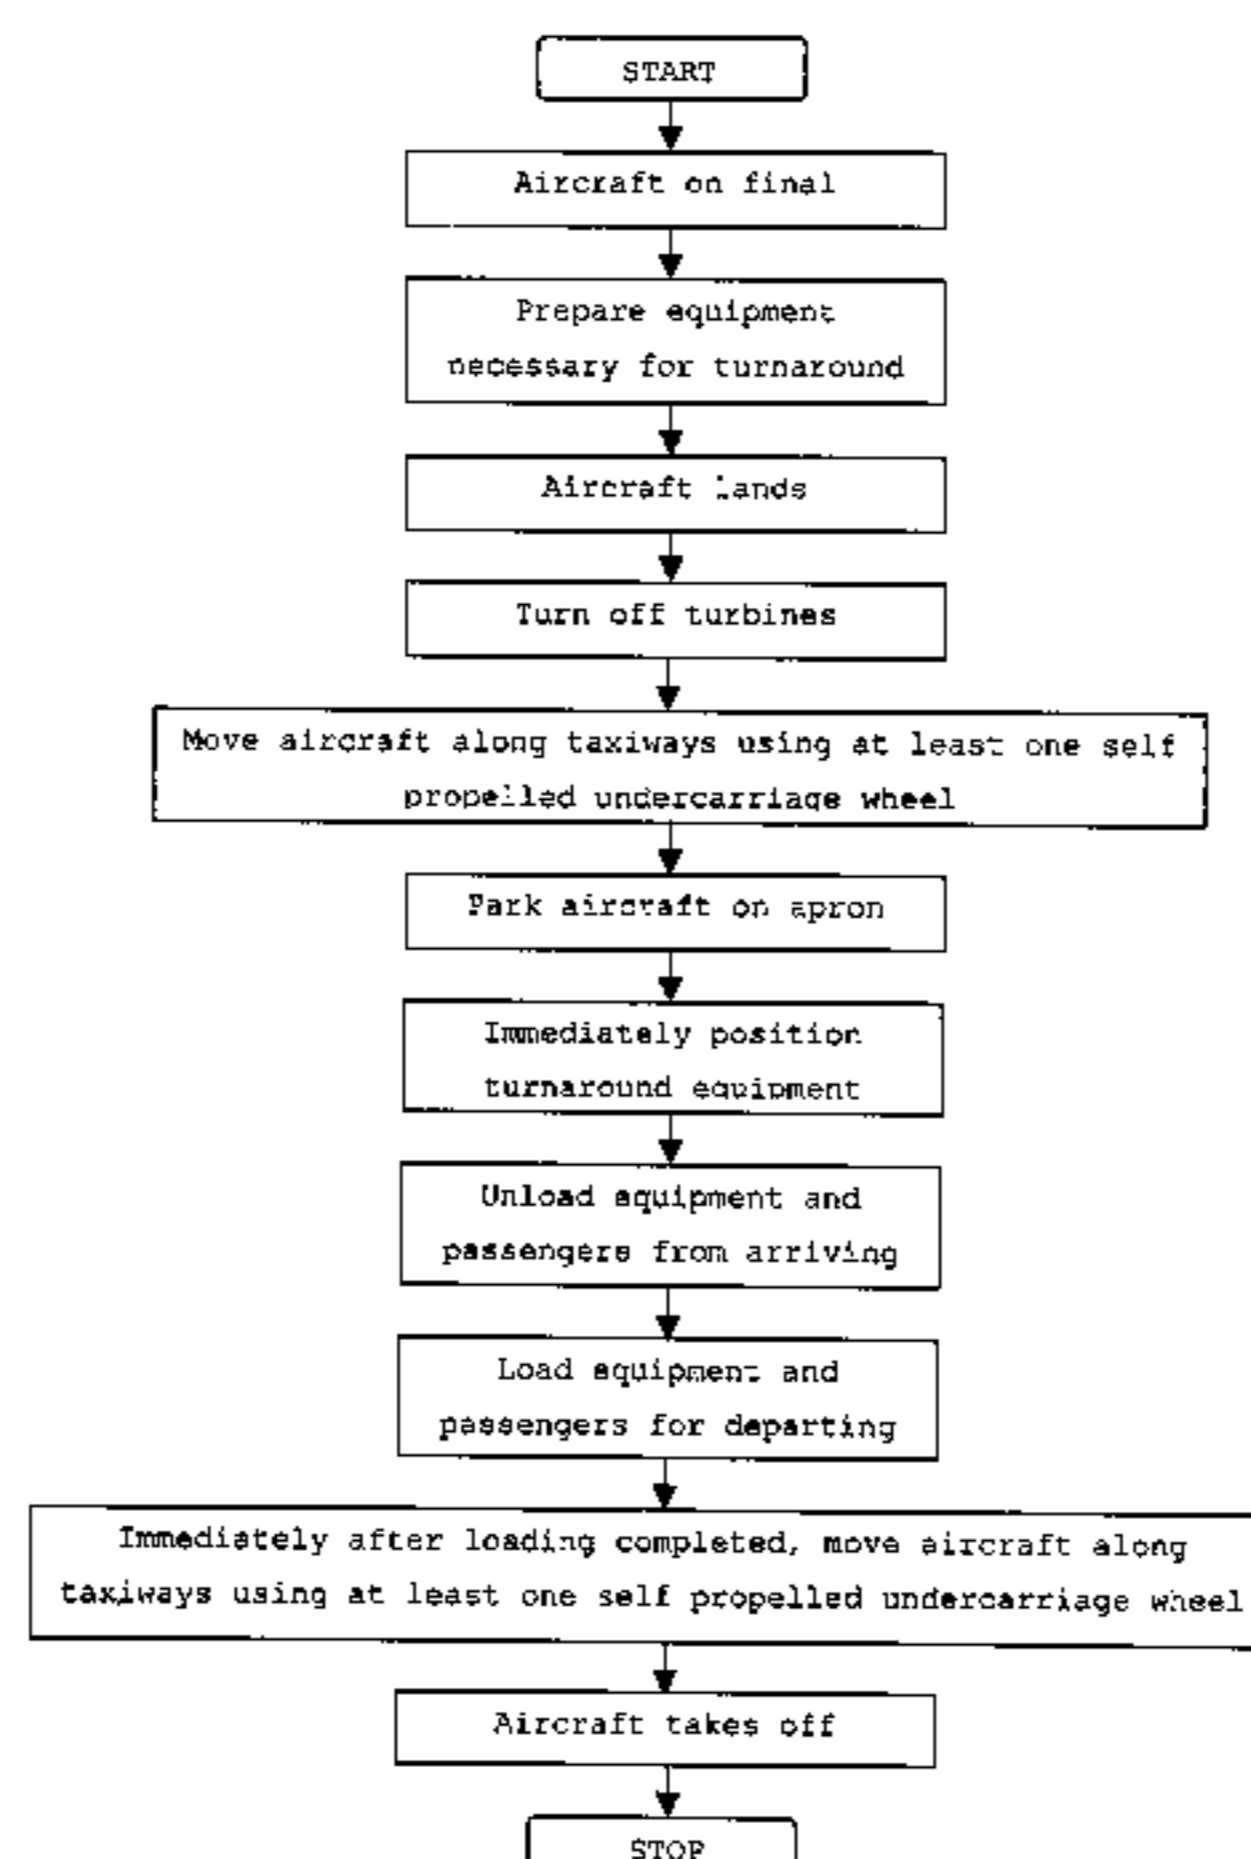 START
Aircraft on final
Prepare equipment
necessary for turnaround
Aircraft lands
Turn off turbines
Move aircraft along taxiways using at least one self
propelled undercarriage wheel
Park aircraft on apron
Immediately position
turnaround equipment
Unload equipment and
passengers from arriving
Load equipment and
passengers for departing
Immediately after loading completed, move aircraft along
taxiways using at least one self propelled undercarriage wheel
Aircraft takes off
STOP